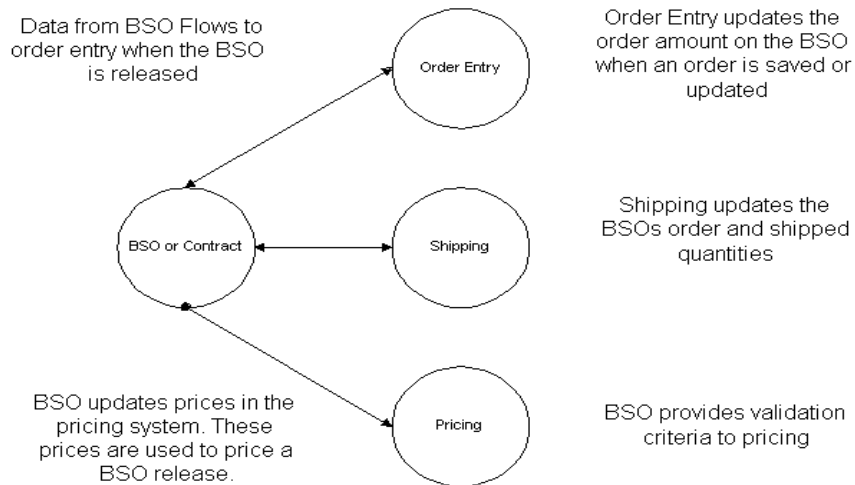 Data from BSO Flows to
order entry when the BSO
is released
Order Entry
Order Entry updates the
order amount on the BSO
when an order is saved or
updated
BSO or Contract
Shipping
Shipping updates the
BSOs order and shipped
quantities
BSO updates prices in the
pricing system. These
prices are used to price a
BSO release.
Pricing
BSO provides validation
criteria to pricing